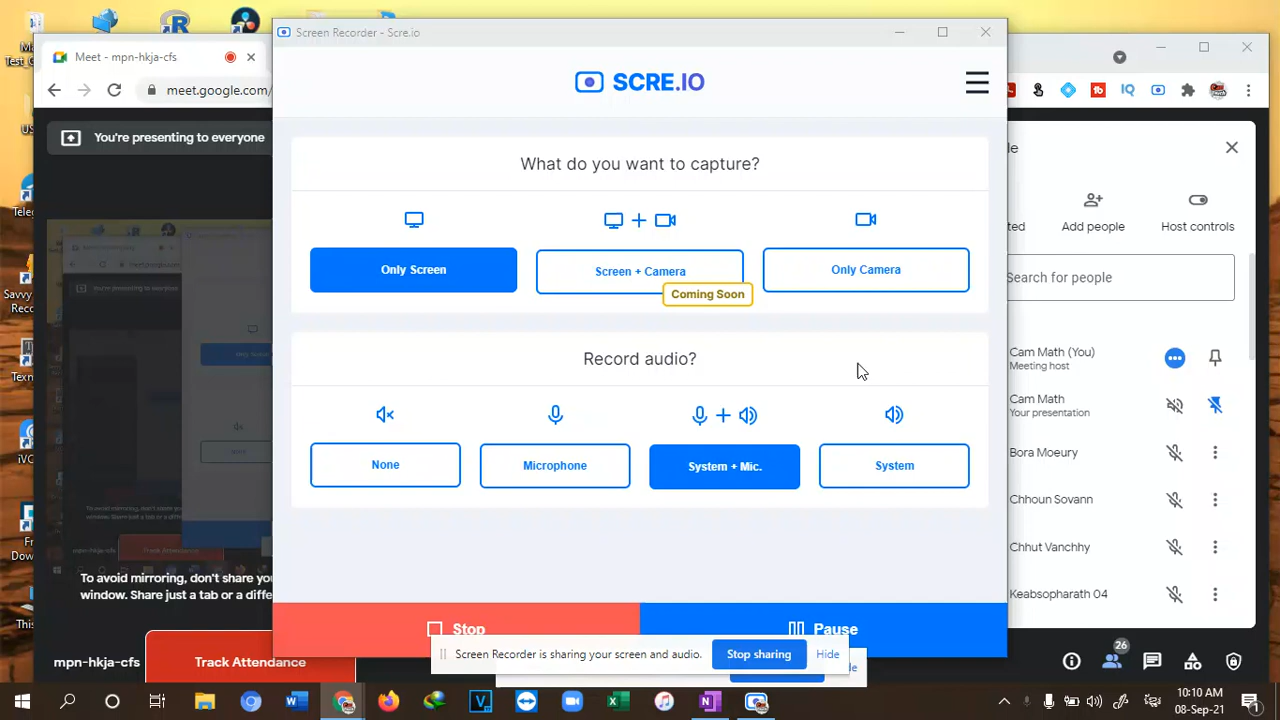 Screen Recorder - Scre.io
Meet - mpn-hkja-cfs
meet.google.com/
IQ
SCRE.IO
You're presenting to everyone
What do you want to capture?
Only Screen
Screen + Camera
Only Camera
Coming Soon
Record audio?
None
Microphone
System + Mic.
System
Stop
Pause
Screen Recorder is sharing your screen and audio.
Stop sharing
Hide
Add people
Host controls
Search for people
Cam Math (You)
Meeting host
Cam Math
Your presentation
Bora Moeury
Chhoun Sovann
Chhut Vanchhy
Keabsopharath 04
To avoid mirroring, don't share you
window. Share just a tab or a diffe
mpn-hkja-cfs
Track Attendance
26
10:10 AM
08-Sep-21